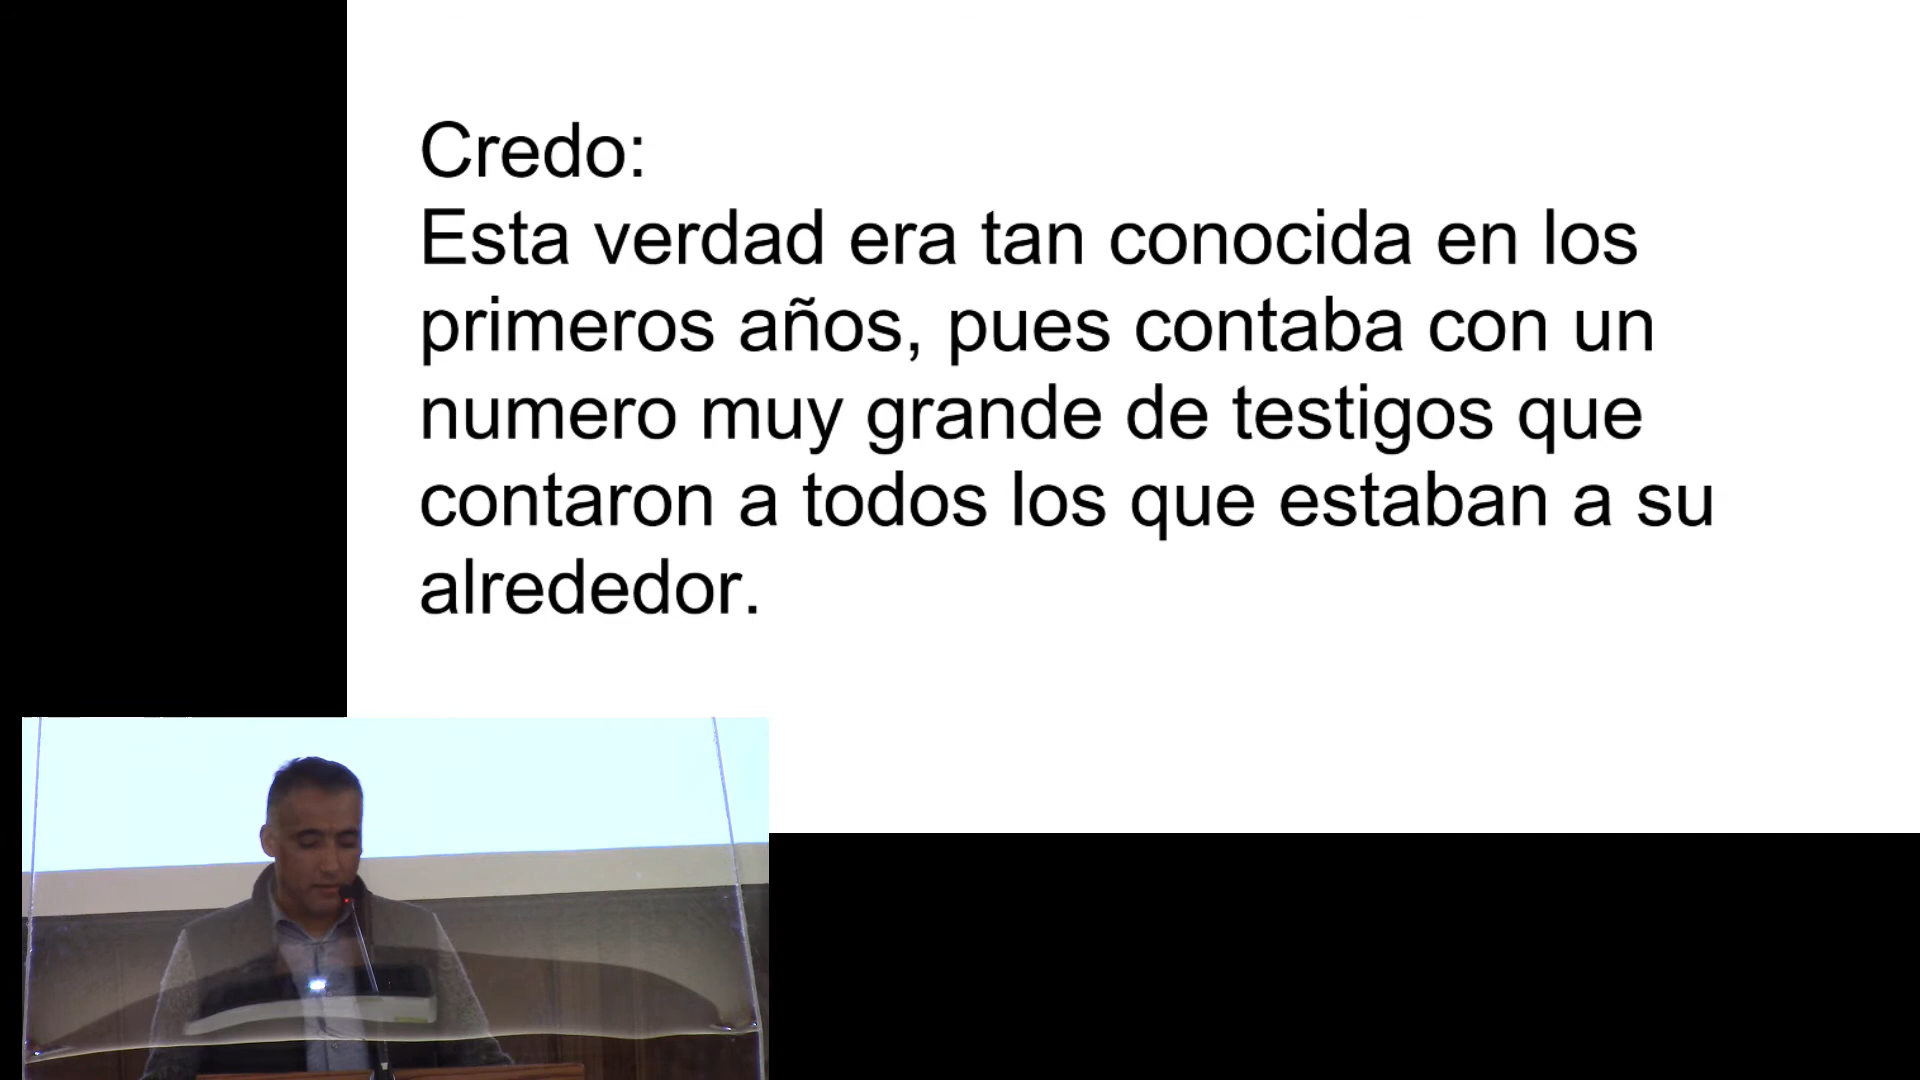 Credo:
Esta verdad era tan conocida en los
primeros años, pues contaba con un
numero muy grande de testigos que
contaron a todos los que estaban a su
alrededor.